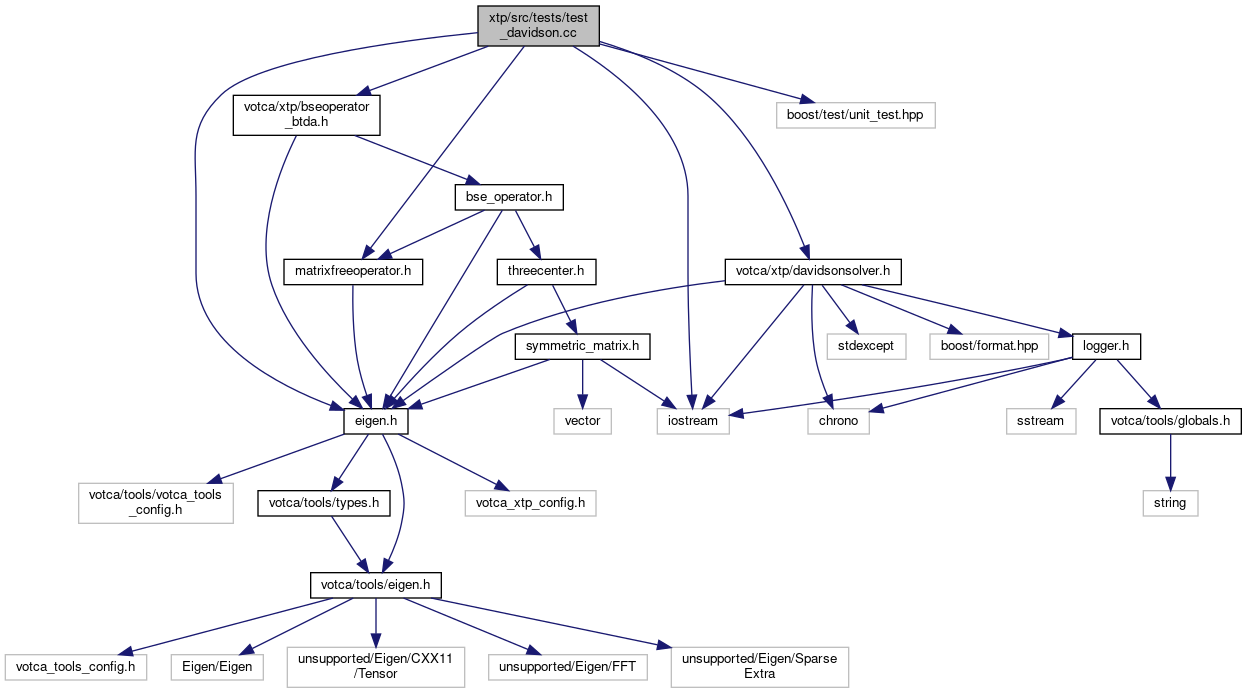 xtp/src/tests/test
_davidson.cc
votca/xtp/bseoperator
_btda.h
boost/test/unit_test.hpp
bse_operator.h
matrixfreeoperator.h
threecenter.h
votca/xtp/davidsonsolver.h
symmetric_matrix.h
stdexcept
boost/format.hpp
logger.h
eigen.h
vector
iostream
chrono
sstream
votca/tools/globals.h
votca/tools/votca_tools
_config.h
votca/tools/types.h
votca_xtp_config.h
string
votca/tools/eigen.h
votca_tools_config.h
Eigen/Eigen
unsupported/Eigen/CXX11
/Tensor
unsupported/Eigen/FFT
unsupported/Eigen/Sparse
Extra